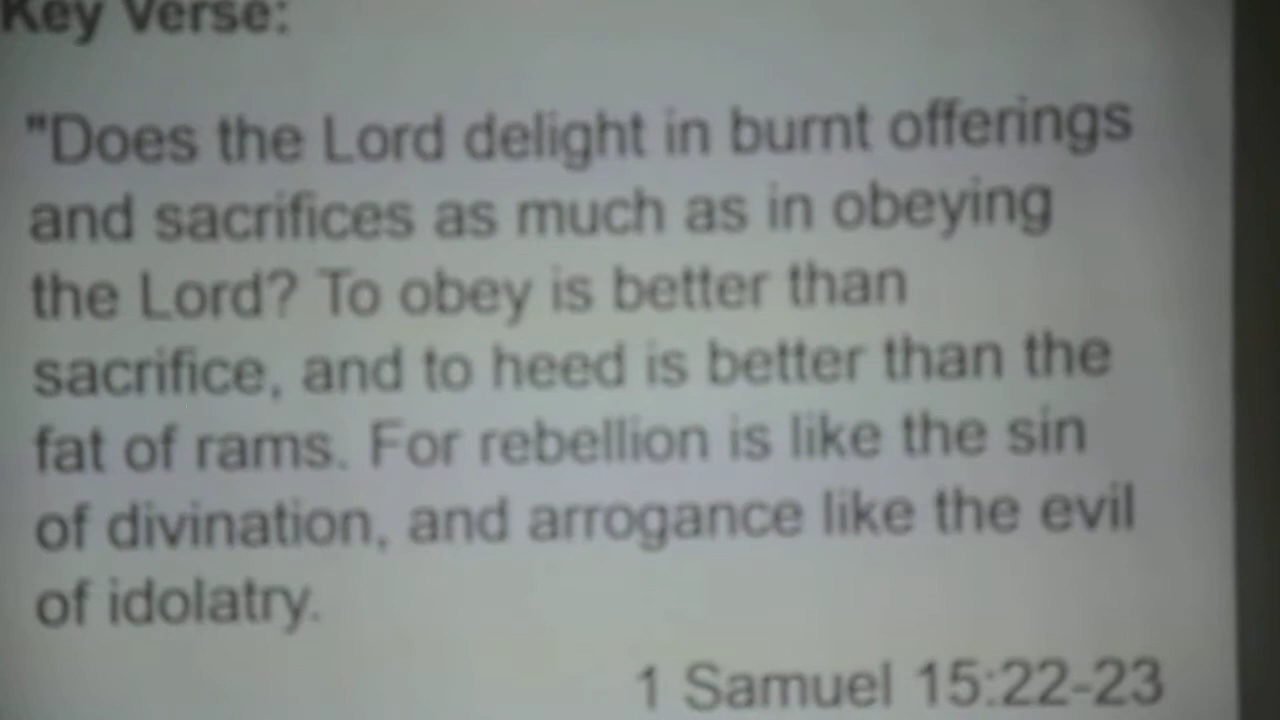 Key Verse:
"Does the Lord delight in burnt offerings
and sacrifices as much as in obeying
the Lord? To obey is better than
sacrifice, and to heed is better than the
fat of rams. For rebellion is like the sin
of divination, and arrogance like the evil
of idolatry.
1 Samuel 15:22-23